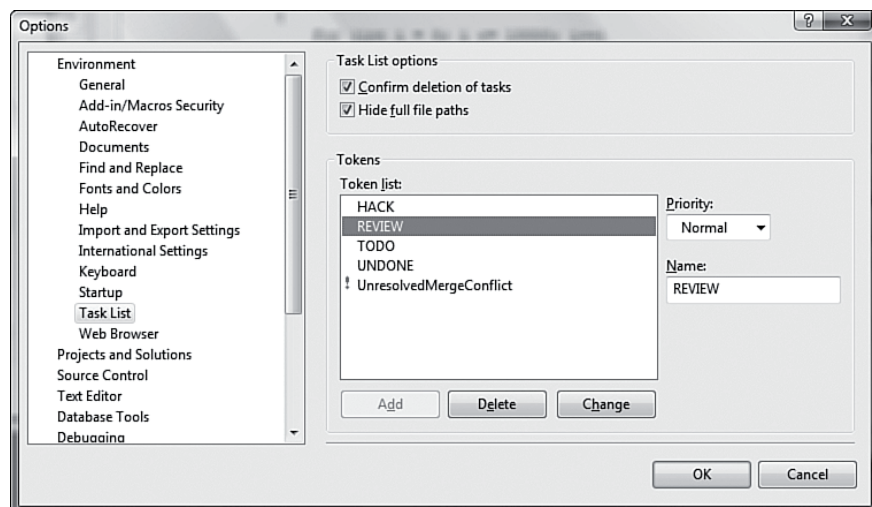 Options
Environment
General
Add-in/Macros Security
AutoRecover
Documents
Find and Replace
Fonts and Colors
Help
Import and Export Settings
International Settings
Keyboard
Startup
Task List
Web Browser
Projects and Solutions
Source Control
Text Editor
Database Tools
Debugging
Task List options
Confirm deletion of tasks
Hide full file paths
Tokens
Token list:
HACK
REVIEW
TODO
UNDONE
! UnresolvedMergeConflict
Priority:
Normal
Name:
REVIEW
Add
Delete
Change
OK
Cancel